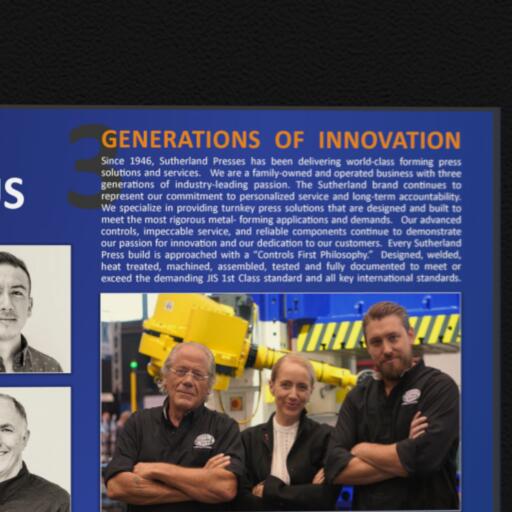 3 GENERATIONS OF INNOVATION
Since 1946, Sutherland Presses has been delivering world-class forming press
solutions and services. We are a family-owned and operated business with three
generations of industry-leading passion. The Sutherland brand continues to
represent our commitment to personalized service and long-term accountability.
US
We specialize in providing turnkey press solutions that are designed and built to
meet the most rigorous metal- forming applications and demands. Our advanced
controls, impeccable service, and reliable components continue to demonstrate
our passion for innovation and our dedication to our customers. Every Sutherland
Press build is approached with a "Controls First Philosophy." Designed, welded,
heat treated, machined, assembled, tested and fully documented to meet or
exceed the demanding JIS 1st Class standard and all key international standards.